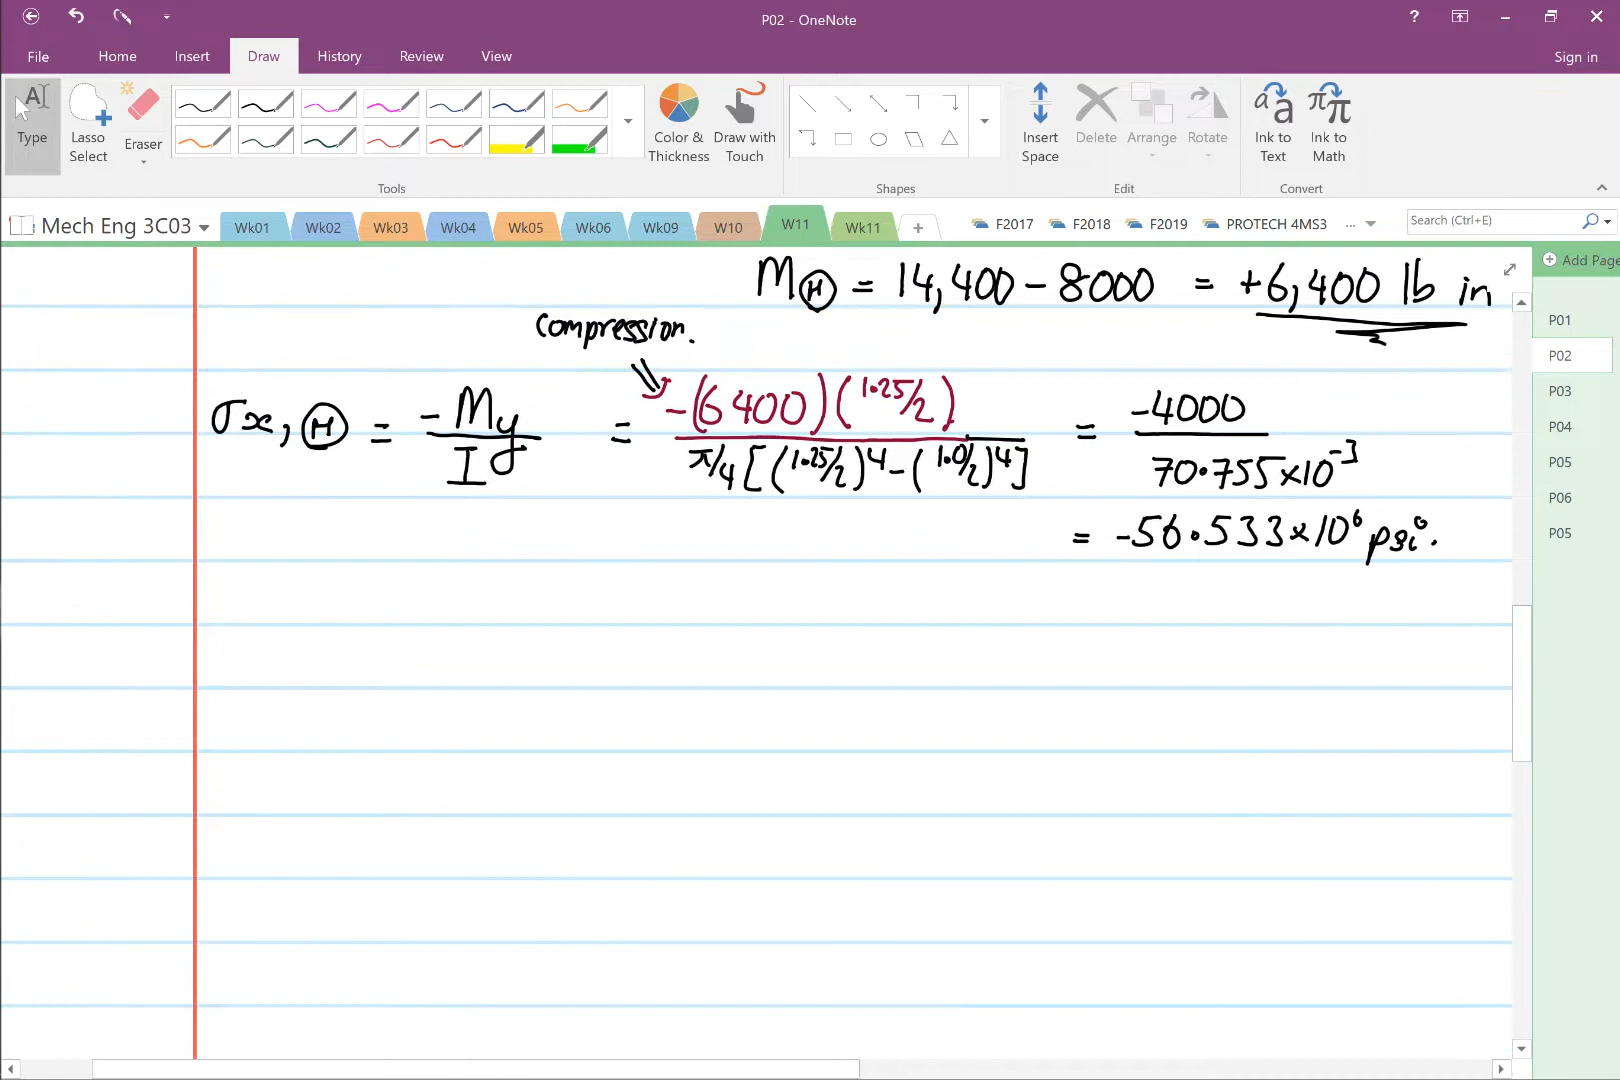 P02 - OneNote
?
File Home Insert Draw History Review View Sign in
Type
Lasso Select
Eraser
Color & Thickness
Draw with Touch
Insert Space
Delete
Arrange
Rotate
Ink to Text
Ink to Math
Tools Shapes Edit Convert
Mech Eng 3C03 Wk01 Wk02 Wk03 Wk04 Wk05 Wk06 Wk09 W10 W11 Wk11 + F2017 F2018 F2019 PROTECH 4MS3 ... Search (Ctrl+E)
Add Page
P01
P02
P03
P04
P05
P06
P05
M Ⓗ = 14,400 - 8000 = +6,400 lb in
compression.
σx, Ⓗ = -My/I = -(6400)(1.25/2) / π/4[(1.25/2)^4 - (1.0/2)^4] = -4000 / 70.755x10^-3
= -56.533x10^6 psi.